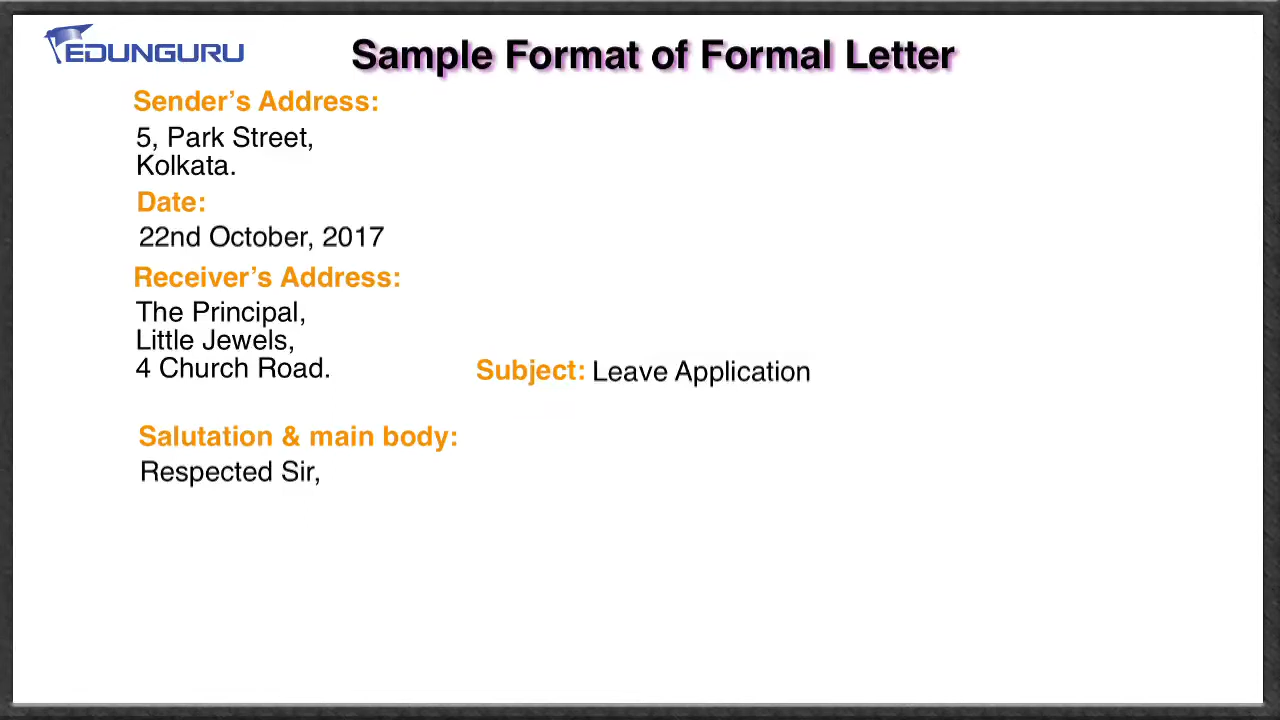 EDUNGURU
Sample Format of Formal Letter
Sender's Address:
5, Park Street,
Kolkata.
Date:
22nd October, 2017
Receiver's Address:
The Principal,
Little Jewels,
4 Church Road.
Subject: Leave Application
Salutation & main body:
Respected Sir,